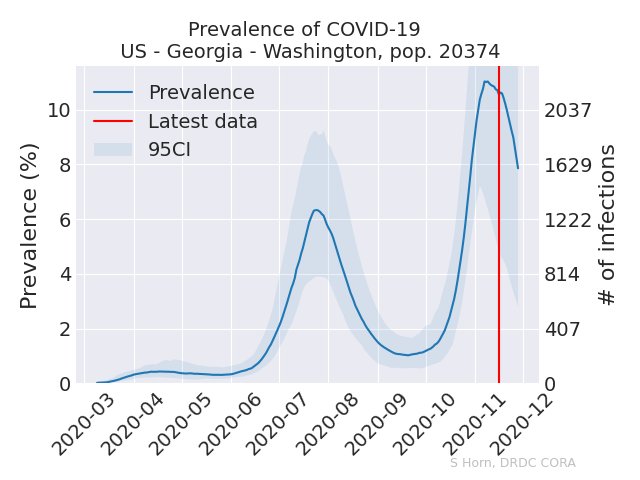 Prevalence of COVID-19
US - Georgia - Washington, pop. 20374
Prevalence
Latest data
95CI
Prevalence (%)
10
8
6
4
2
0
2037
1629
1222
814
407
0
# of infections
2020-03
2020-04
2020-05
2020-06
2020-07
2020-08
2020-09
2020-10
2020-11
2020-12
S Horn, DRDC CORA